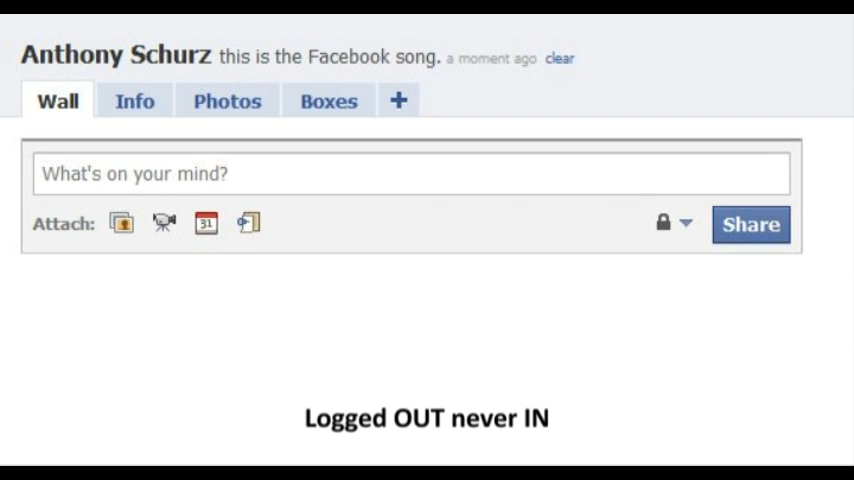 Anthony Schurz this is the Facebook song. a moment ago clear
Wall Info Photos Boxes +
What's on your mind?
Attach: 31 Share
Logged OUT never IN